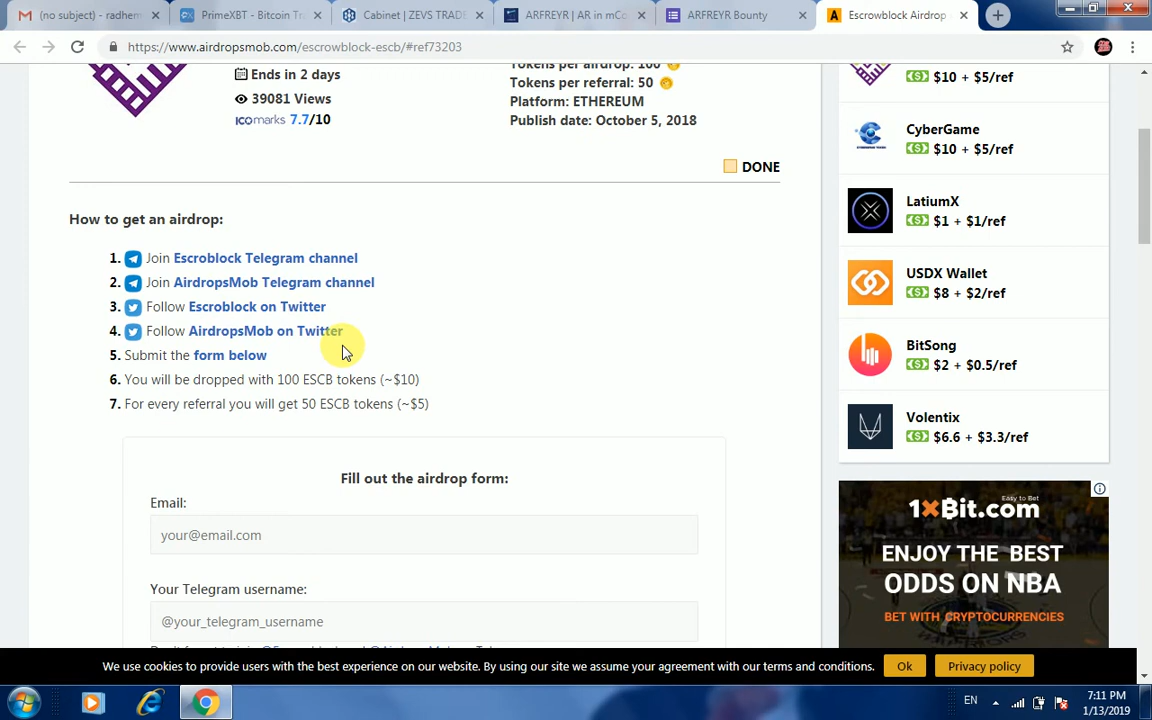 (no subject) - radhem
PrimeXBT - Bitcoin Tra
Cabinet | ZEVS TRADE
ARFREYR | AR in mCo
ARFREYR Bounty
Escrowblock Airdrop
https://www.airdropsmob.com/escrowblock-escb/#ref73203
Ends in 2 days
39081 Views
ICOmarks 7.7/10
Tokens per airdrop: 100
Tokens per referral: 50
Platform: ETHEREUM
Publish date: October 5, 2018
DONE
How to get an airdrop:
1. Join Escroblock Telegram channel
2. Join AirdropsMob Telegram channel
3. Follow Escroblock on Twitter
4. Follow AirdropsMob on Twitter
5. Submit the form below
6. You will be dropped with 100 ESCB tokens (~$10)
7. For every referral you will get 50 ESCB tokens (~$5)
Fill out the airdrop form:
Email:
your@email.com
Your Telegram username:
@your_telegram_username
$10 + $5/ref
CyberGame
$10 + $5/ref
LatiumX
$1 + $1/ref
USDX Wallet
$8 + $2/ref
BitSong
$2 + $0.5/ref
Volentix
$6.6 + $3.3/ref
Easy to Bet
1XBit.com
ENJOY THE BEST
ODDS ON NBA
BET WITH CRYPTOCURRENCIES
We use cookies to provide users with the best experience on our website. By using our site we assume your agreement with our terms and conditions.
Ok
Privacy policy
EN
7:11 PM
1/13/2019